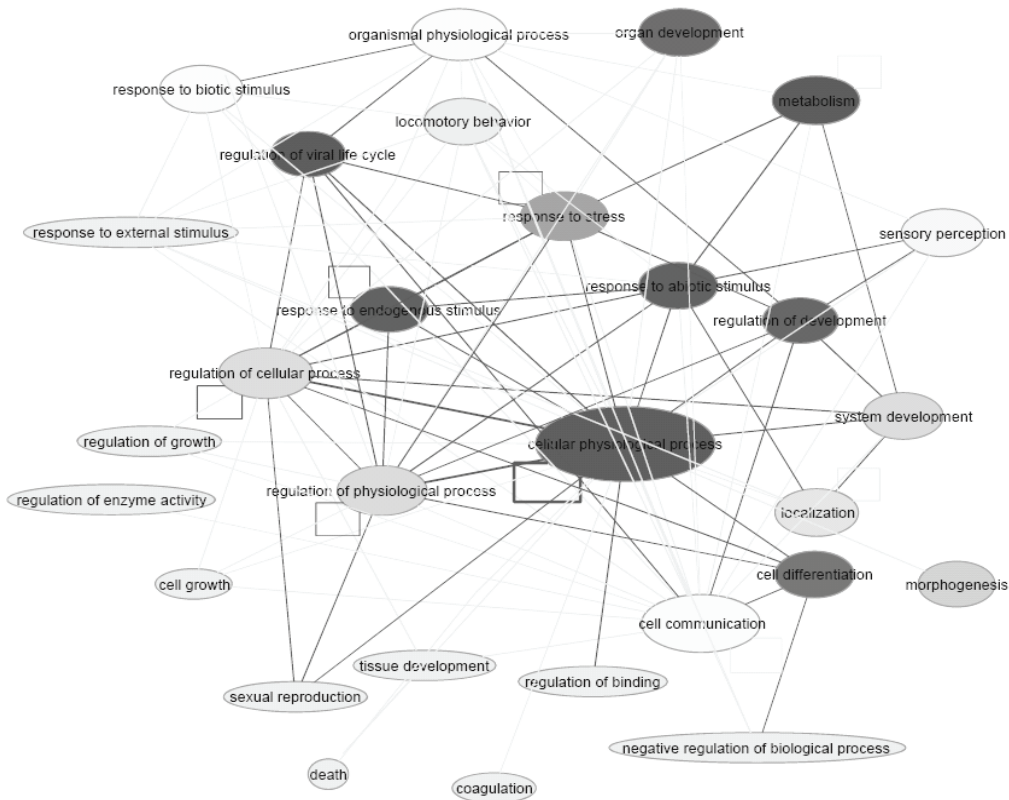 organismal physiological process
organ development
response to biotic stimulus
metabolism
locomotory behavior
regulation of viral life cycle
response to stress
response to external stimulus
sensory perception
response to abiotic stimulus
response to endogenous stimulus
regulation of development
regulation of cellular process
system development
regulation of growth
cellular physiological process
regulation of physiological process
regulation of enzyme activity
localization
cell differentiation
cell growth
morphogenesis
cell communication
tissue development
regulation of binding
sexual reproduction
negative regulation of biological process
death
coagulation